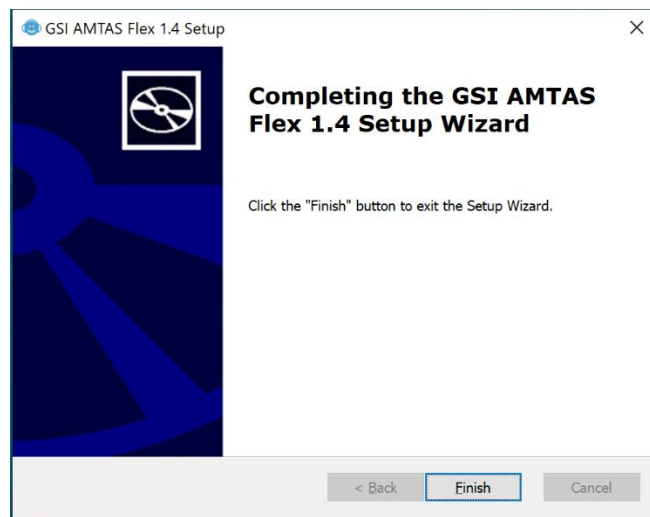 GSI AMTAS Flex 1.4 Setup
Completing the GSI AMTAS
Flex 1.4 Setup Wizard
Click the "Finish" button to exit the Setup Wizard.
< Back Finish Cancel